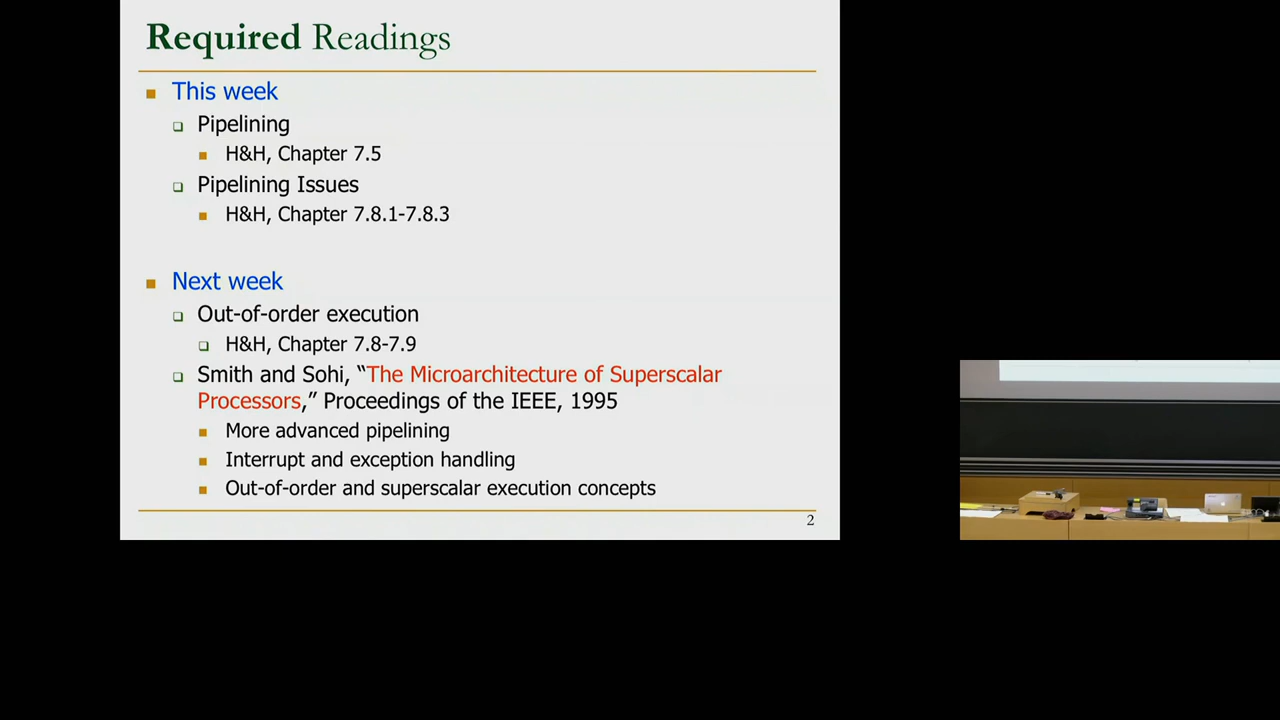 Required Readings
This week
Pipelining
H&H, Chapter 7.5
Pipelining Issues
H&H, Chapter 7.8.1-7.8.3
Next week
Out-of-order execution
H&H, Chapter 7.8-7.9
Smith and Sohi, “The Microarchitecture of Superscalar
Processors,” Proceedings of the IEEE, 1995
More advanced pipelining
Interrupt and exception handling
Out-of-order and superscalar execution concepts
2